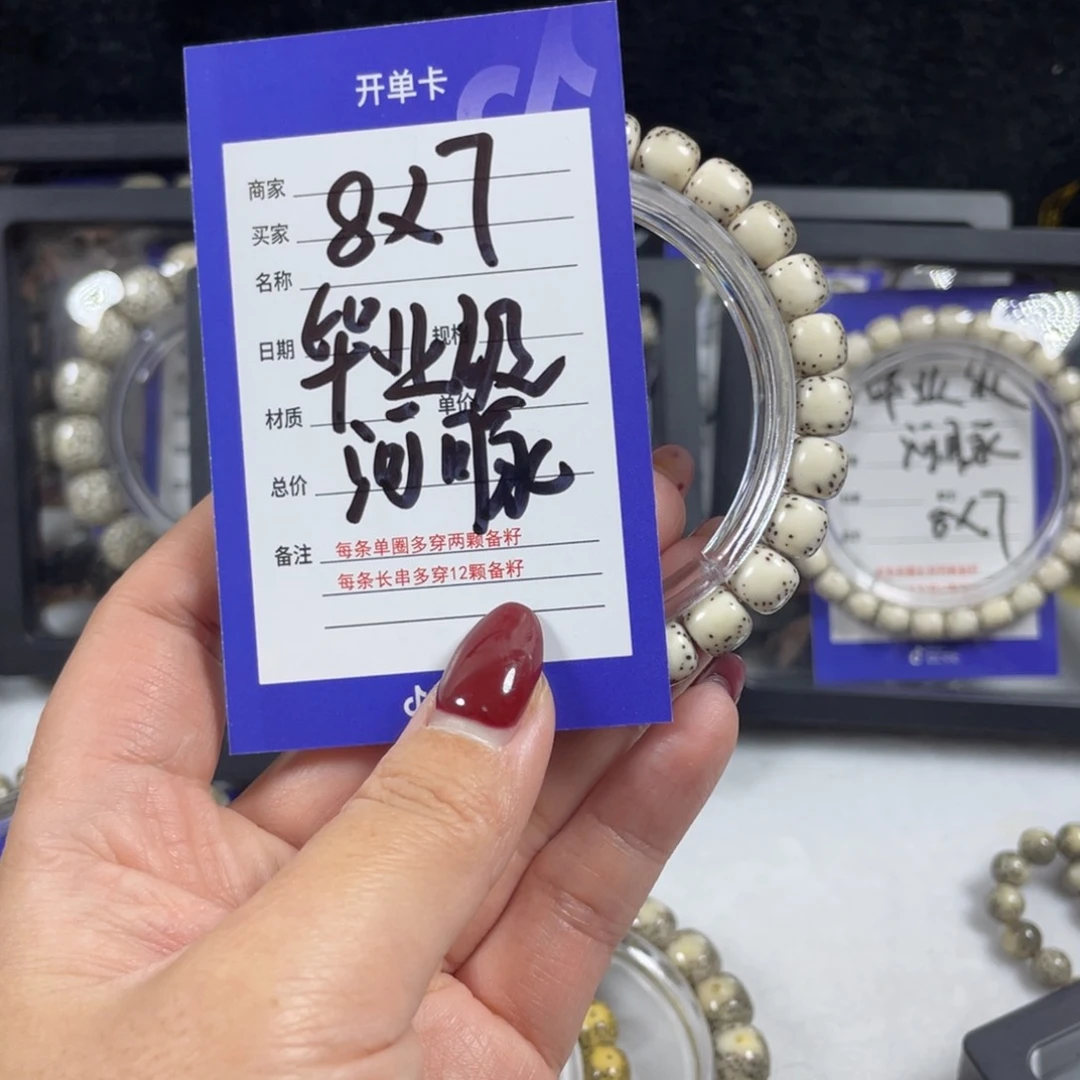 开单卡
商家
8x7
买家
名称
日期 规格
毕业级
材质 单价
河豚
总价
备注 每条单圈多穿两颗备籽
每条长串多穿12颗备籽
毕业级
河豚
8x7